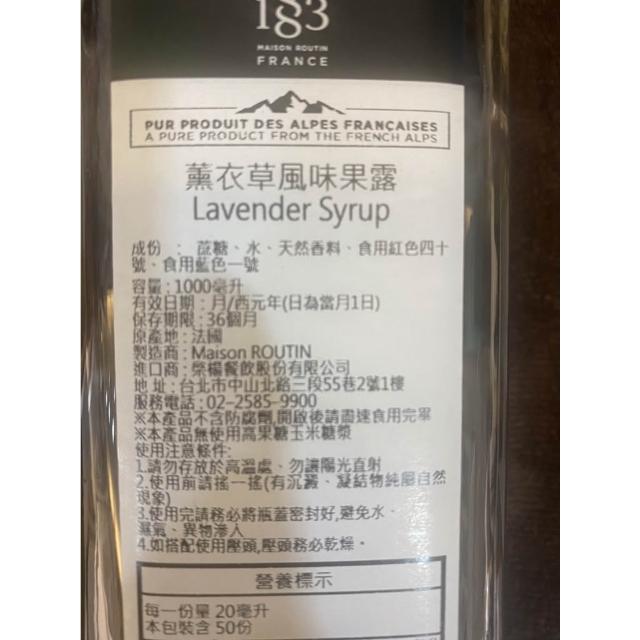 1883
MAISON ROUTIN
FRANCE
PUR PRODUIT DES ALPES FRANÇAISES
A PURE PRODUCT FROM THE FRENCH ALPS
薰衣草風味果露
Lavender Syrup
成份 : 蔗糖、水、天然香料、食用紅色四十
號、食用藍色一號
容量 : 1000毫升
有效日期 : 月/西元年(日為當月1日)
保存期限 : 36個月
原產地 : 法國
製造商 : Maison ROUTIN
進口商 : 榮楊餐飲股份有限公司
地 址 : 台北市中山北路三段55巷2號1樓
服務電話 : 02-2585-9900
※本產品不含防腐劑,開啟後請盡速食用完畢
※本產品無使用高果糖玉米糖漿
使用注意條件:
1.請勿存放於高溫處、勿讓陽光直射
2.使用前請搖一搖(有沉澱、凝結物純屬自然
現象)
3.使用完請務必將瓶蓋密封好,避免水、
濕氣、異物滲入
4.如搭配使用壓頭,壓頭務必乾燥。
營養標示
每一份量 20毫升
本包裝含 50份